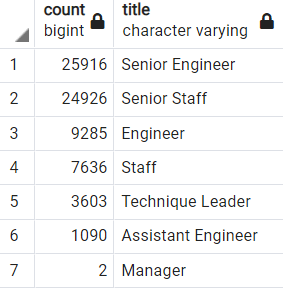 count title
bigint character varying
1 25916 Senior Engineer
2 24926 Senior Staff
3 9285 Engineer
4 7636 Staff
5 3603 Technique Leader
6 1090 Assistant Engineer
7 2 Manager